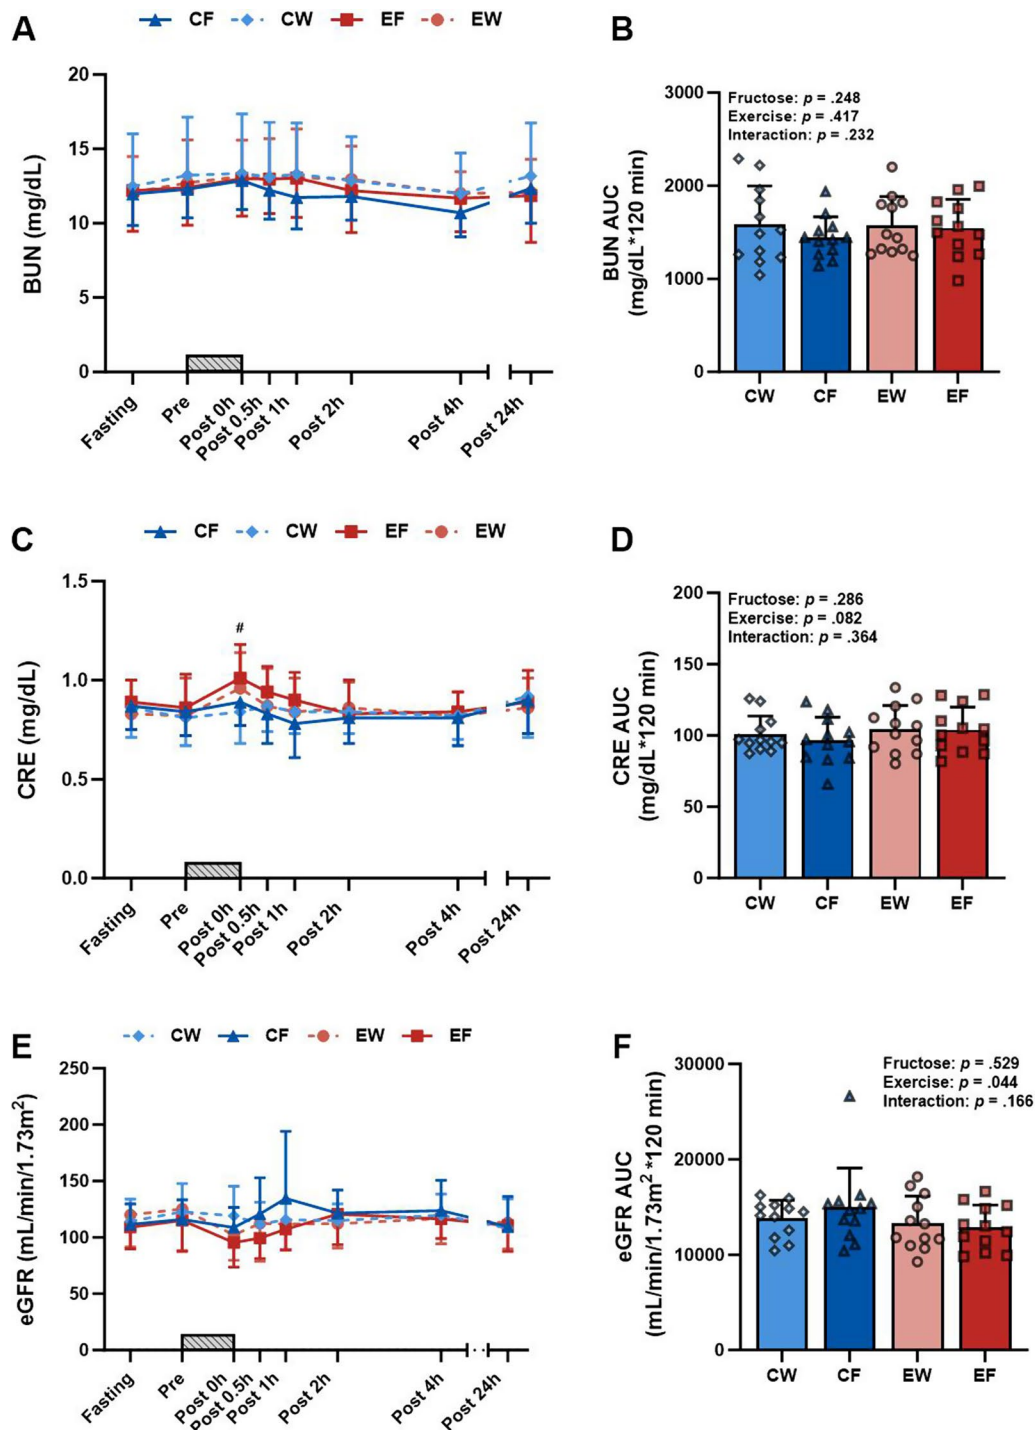 A
CF CW EF EW
BUN (mg/dL)
20
15
10
5
0
Fasting
Pre
Post 0h
Post 0.5h
Post 1h
Post 2h
Post 4h
Post 24h
B
Fructose: p = .248
Exercise: p = .417
Interaction: p = .232
BUN AUC
(mg/dL*120 min)
3000
2000
1000
0
CW CF EW EF
C
CF CW EF EW
CRE (mg/dL)
1.5
#
1.0
0.5
0.0
Fasting
Pre
Post 0h
Post 0.5h
Post 1h
Post 2h
Post 4h
Post 24h
D
Fructose: p = .286
Exercise: p = .082
Interaction: p = .364
CRE AUC
(mg/dL*120 min)
200
150
100
50
0
CW CF EW EF
E
CW CF EW EF
eGFR (mL/min/1.73m²)
250
200
150
100
50
0
Fasting
Pre
Post 0h
Post 0.5h
Post 1h
Post 2h
Post 4h
Post 24h
F
Fructose: p = .529
Exercise: p = .044
Interaction: p = .166
eGFR AUC
(mL/min/1.73m² *120 min)
30000
20000
10000
0
CW CF EW EF